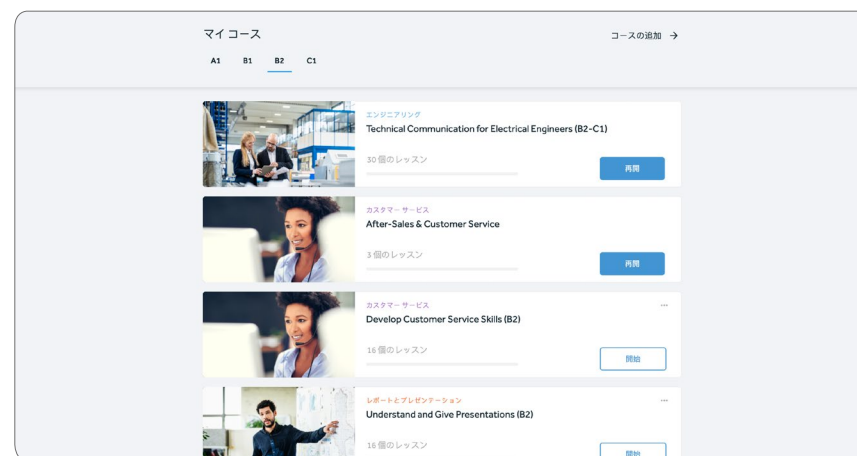 マイ コース
コースの追加 →
A1 B1 B2 C1
エンジニアリング
Technical Communication for Electrical Engineers (B2-C1)
30 個のレッスン
再開
カスタマー サービス
After-Sales & Customer Service
3 個のレッスン
再開
カスタマー サービス
Develop Customer Service Skills (B2)
16 個のレッスン
開始
レポートとプレゼンテーション
Understand and Give Presentations (B2)
16 個のレッスン
開始